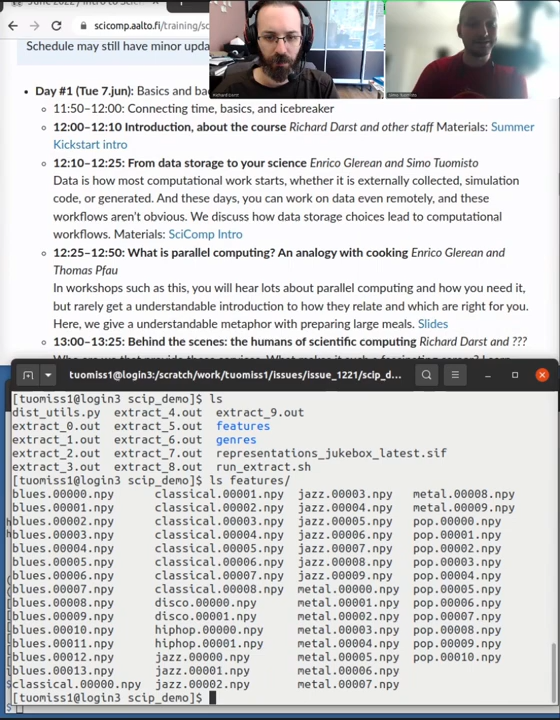 June 2022 / Intro to Scie
scicomp.aalto.fi/training/sc
Schedule may still have minor upda
Day #1 (Tue 7.jun): Basics and ba
11:50–12:00: Connecting time, basics, and icebreaker
12:00–12:10 Introduction, about the course Richard Darst and other staff Materials: Summer
Kickstart intro
12:10–12:25: From data storage to your science Enrico Glerean and Simo Tuomisto
Data is how most computational work starts, whether it is externally collected, simulation
code, or generated. And these days, you can work on data even remotely, and these
workflows aren't obvious. We discuss how data storage choices lead to computational
workflows. Materials: SciComp Intro
12:25–12:50: What is parallel computing? An analogy with cooking Enrico Glerean and
Thomas Pfau
In workshops such as this, you will hear lots about parallel computing and how you need it,
but rarely get a understandable introduction to how they relate and which are right for you.
Here, we give a understandable metaphor with preparing large meals. Slides
13:00–13:25: Behind the scenes: the humans of scientific computing Richard Darst and ???
tuomiss1@login3:/scratch/work/tuomiss1/issues/issue_1221/scip_d...
[tuomiss1@login3 scip_demo]$ ls
dist_utils.py extract_4.out extract_9.out
extract_0.out extract_5.out features
extract_1.out extract_6.out genres
extract_2.out extract_7.out representations_jukebox_latest.sif
extract_3.out extract_8.out run_extract.sh
[tuomiss1@login3 scip_demo]$ ls features/
blues.00000.npy classical.00001.npy jazz.00003.npy metal.00008.npy
blues.00001.npy classical.00002.npy jazz.00004.npy metal.00009.npy
blues.00002.npy classical.00003.npy jazz.00005.npy pop.00000.npy
blues.00003.npy classical.00004.npy jazz.00006.npy pop.00001.npy
blues.00004.npy classical.00005.npy jazz.00007.npy pop.00002.npy
blues.00005.npy classical.00006.npy jazz.00008.npy pop.00003.npy
blues.00006.npy classical.00007.npy jazz.00009.npy pop.00004.npy
blues.00007.npy classical.00008.npy metal.00000.npy pop.00005.npy
blues.00008.npy disco.00000.npy metal.00001.npy pop.00006.npy
blues.00009.npy disco.00001.npy metal.00002.npy pop.00007.npy
blues.00010.npy hiphop.00000.npy metal.00003.npy pop.00008.npy
blues.00011.npy hiphop.00001.npy metal.00004.npy pop.00009.npy
blues.00012.npy jazz.00000.npy metal.00005.npy pop.00010.npy
blues.00013.npy jazz.00001.npy metal.00006.npy
classical.00000.npy jazz.00002.npy metal.00007.npy
[tuomiss1@login3 scip_demo]$